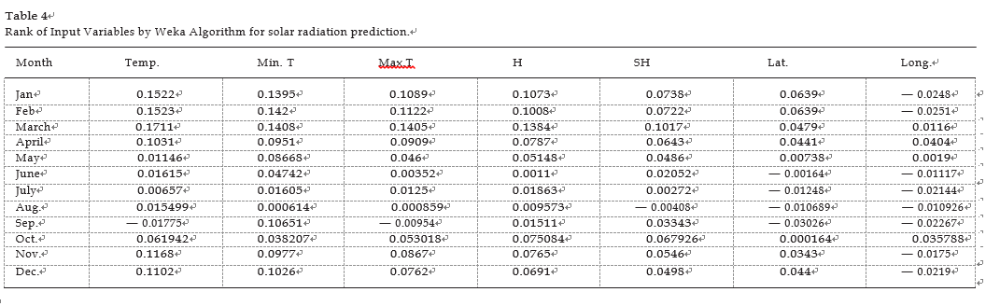 Table 4
Rank of Input Variables by Weka Algorithm for solar radiation prediction.
Month Temp. Min. T Max.T. H SH Lat. Long.
Jan 0.1522 0.1395 0.1089 0.1073 0.0738 0.0639 — 0.0248
Feb 0.1523 0.142 0.1122 0.1008 0.0722 0.0639 — 0.0251
March 0.1711 0.1408 0.1405 0.1384 0.1017 0.0479 0.0116
April 0.1031 0.0951 0.0909 0.0787 0.0643 0.0441 0.0404
May 0.01146 0.08668 0.046 0.05148 0.0486 0.00738 0.0019
June 0.01615 0.04742 0.00352 0.0011 0.02052 — 0.00164 — 0.01117
July 0.00657 0.01605 0.0125 0.01863 0.00272 — 0.01248 — 0.02144
Aug. 0.015499 0.000614 0.000859 0.009573 — 0.00408 — 0.010689 — 0.010926
Sep. — 0.01775 0.10651 — 0.00954 0.01511 0.03343 — 0.03026 — 0.02267
Oct. 0.061942 0.038207 0.053018 0.075084 0.067926 0.000164 0.035788
Nov. 0.1168 0.0977 0.0867 0.0765 0.0546 0.0343 — 0.0175
Dec. 0.1102 0.1026 0.0762 0.0691 0.0498 0.044 — 0.0219